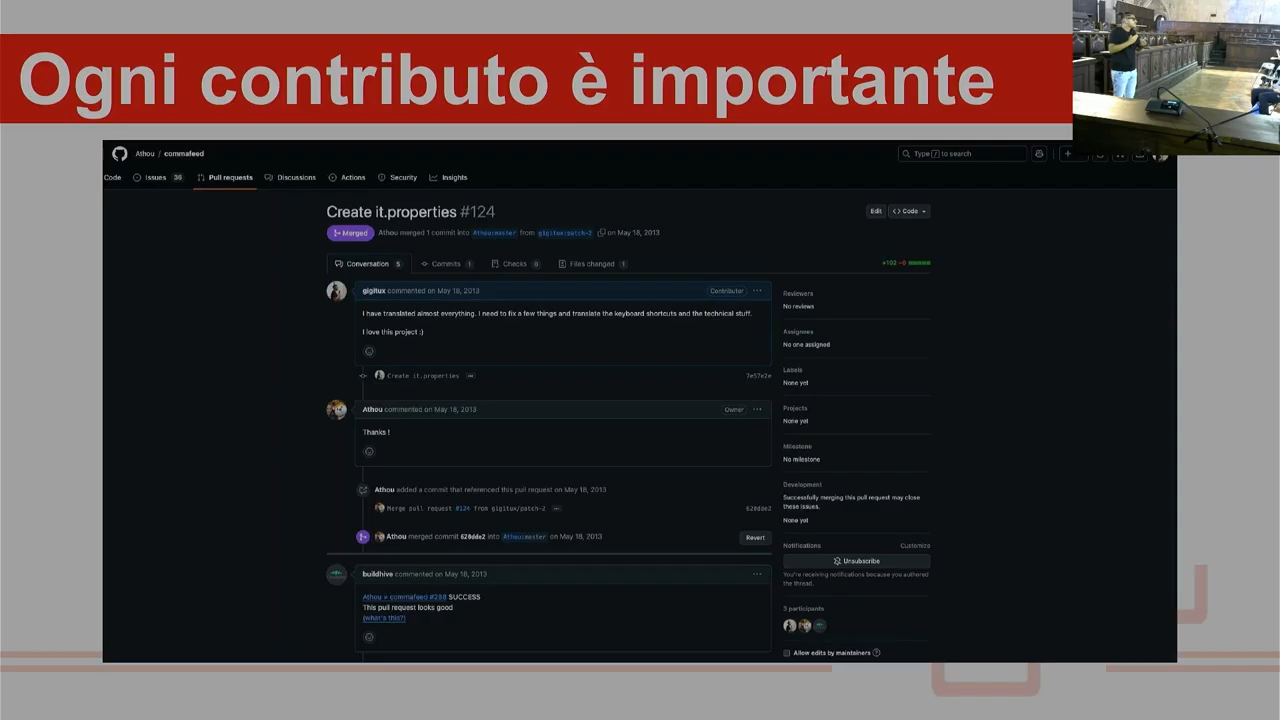 Ogni contributo è importante
Athou / commafeed
Type / to search
Code Issues 36 Pull requests Discussions Actions Security Insights
Create it.properties #124
Edit <> Code
Merged Athou merged 1 commit into Athou:master from gigitux:patch-2 on May 18, 2013
Conversation 5 Commits 1 Checks 0 Files changed 1
+102 −0
gigitux commented on May 18, 2013
Contributor
I have translated almost everything. I need to fix a few things and translate the keyboard shortcuts and the technical stuff.
I love this project :)
Create it.properties
7e57e2e
Athou commented on May 18, 2013
Owner
Thanks !
Athou added a commit that referenced this pull request on May 18, 2013
Merge pull request #124 from gigitux/patch-2
620dde2
Athou merged commit 620dde2 into Athou:master on May 18, 2013
Revert
buildhive commented on May 18, 2013
Athou » commafeed #288 SUCCESS
This pull request looks good
(what's this?)
Reviewers
No reviews
Assignees
No one assigned
Labels
None yet
Projects
None yet
Milestone
No milestone
Development
Successfully merging this pull request may close
these issues.
None yet
Notifications
Customize
Unsubscribe
You're receiving notifications because you authored
the thread.
3 participants
Allow edits by maintainers ?